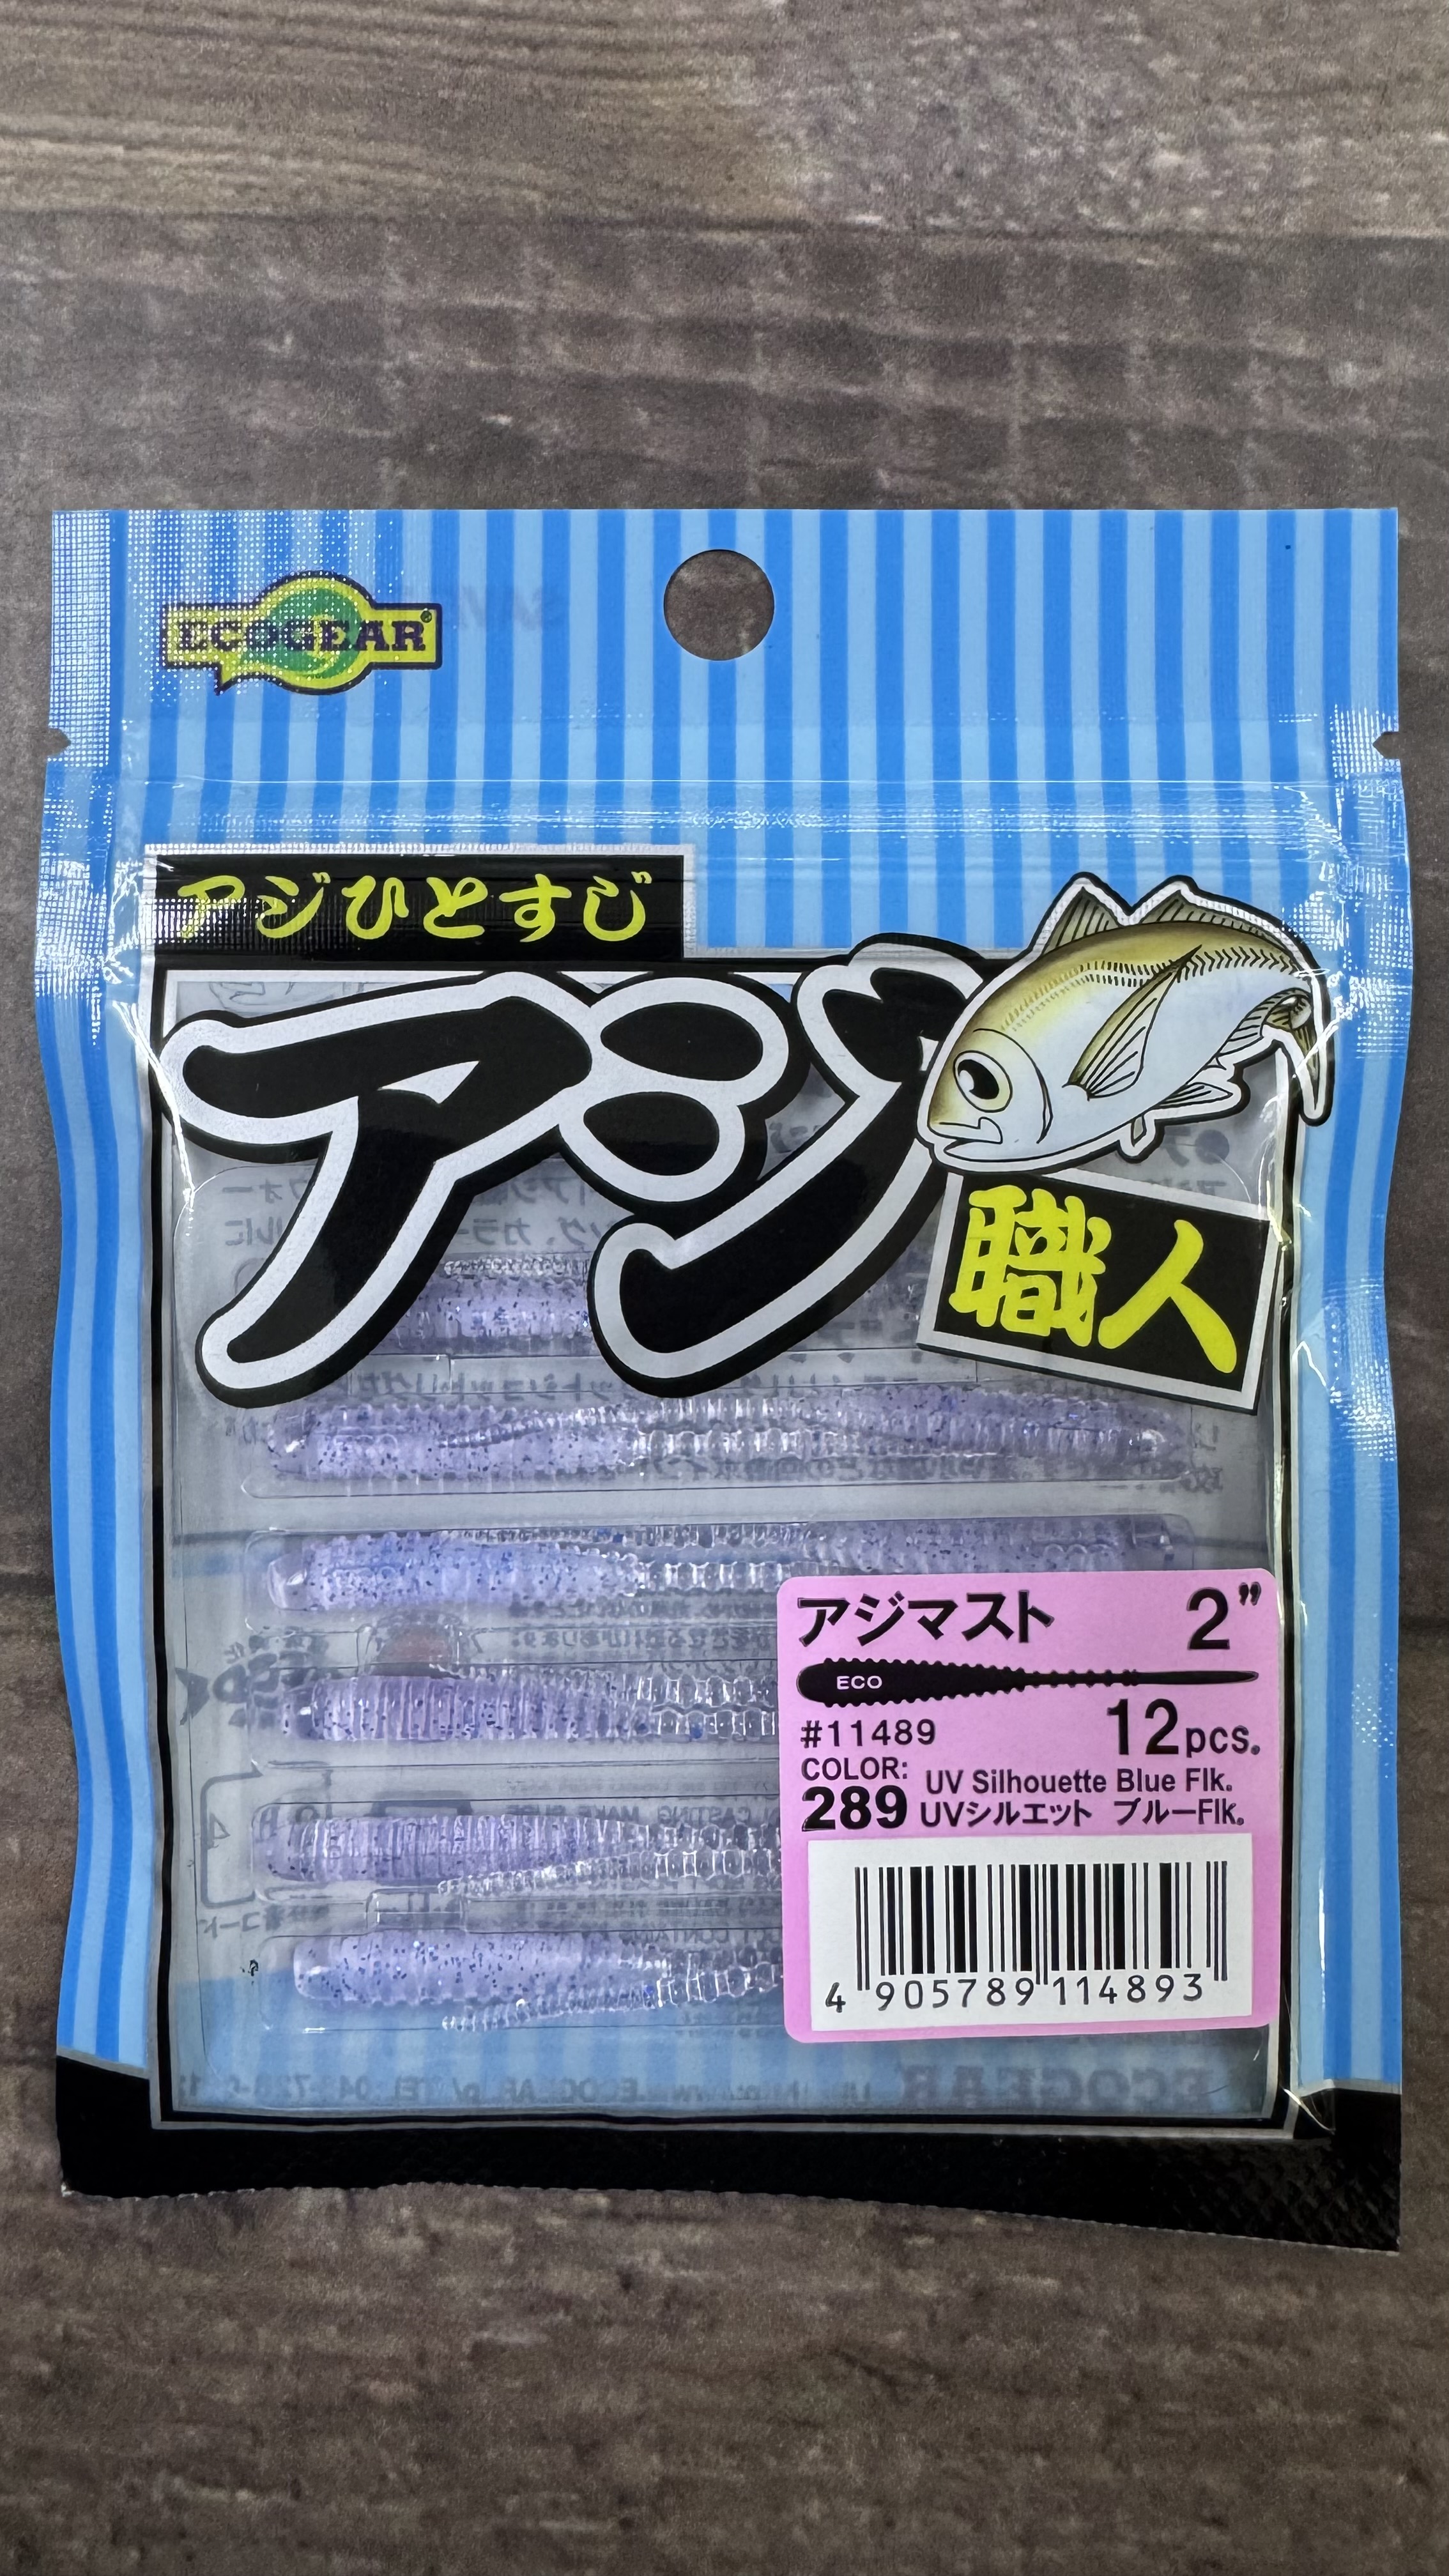 ECOGEAR®
アジひとすじ
アジ
職人
アジマスト 2”
ECO
#11489 12pcs.
COLOR:
289 UV Silhouette Blue Flk.
UVシルエット ブルーFlk.
4 905789 114893